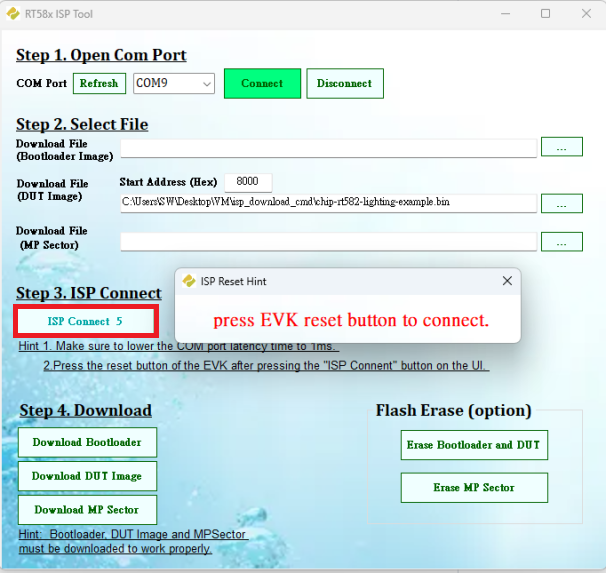 RT58x ISP Tool
Step 1. Open Com Port
COM Port Refresh COM9 Connect Disconnect
Step 2. Select File
Download File
(Bootloader Image)
...
Download File
(DUT Image)
Start Address (Hex) 8000
C:\Users\SW\Desktop\VM\isp_download_cmd\chip-rt582-lighting-example.bin
...
Download File
(MP Sector)
...
Step 3. ISP Connect
ISP Connect 5
ISP Reset Hint
press EVK reset button to connect.
Hint 1. Make sure to lower the COM port latency time to 1ms.
2.Press the reset button of the EVK after pressing the "ISP Connent" button on the UI.
Step 4. Download
Download Bootloader
Download DUT Image
Download MP Sector
Hint: Bootloader, DUT Image and MPSector
must be downloaded to work properly.
Flash Erase (option)
Erase Bootloader and DUT
Erase MP Sector